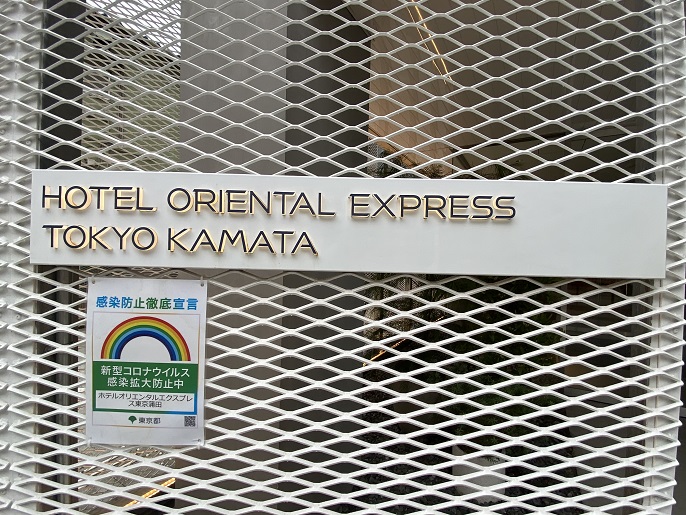 HOTEL ORIENTAL EXPRESS
TOKYO KAMATA
感染防止徹底宣言
新型コロナウイルス
感染拡大防止中
ホテルオリエンタルエクスプレ
ス東京蒲田
東京都